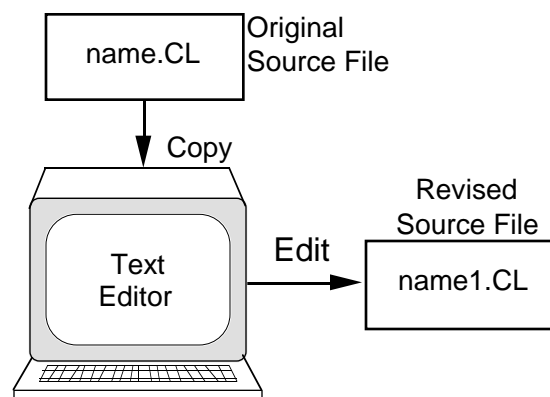 name.CL
Original
Source File
Copy
Text
Editor
Edit
Revised
Source File
name1.CL